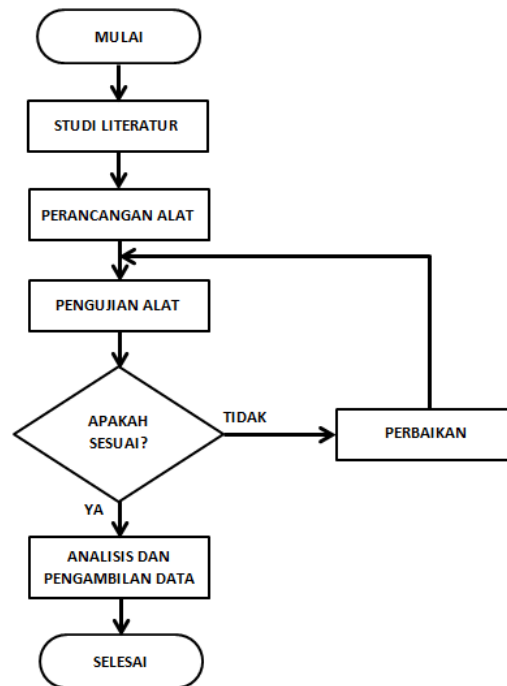 MULAI
STUDI LITERATUR
PERANCANGAN ALAT
PENGUJIAN ALAT
APAKAH
SESUAI?
TIDAK
PERBAIKAN
YA
ANALISIS DAN
PENGAMBILAN DATA
SELESAI